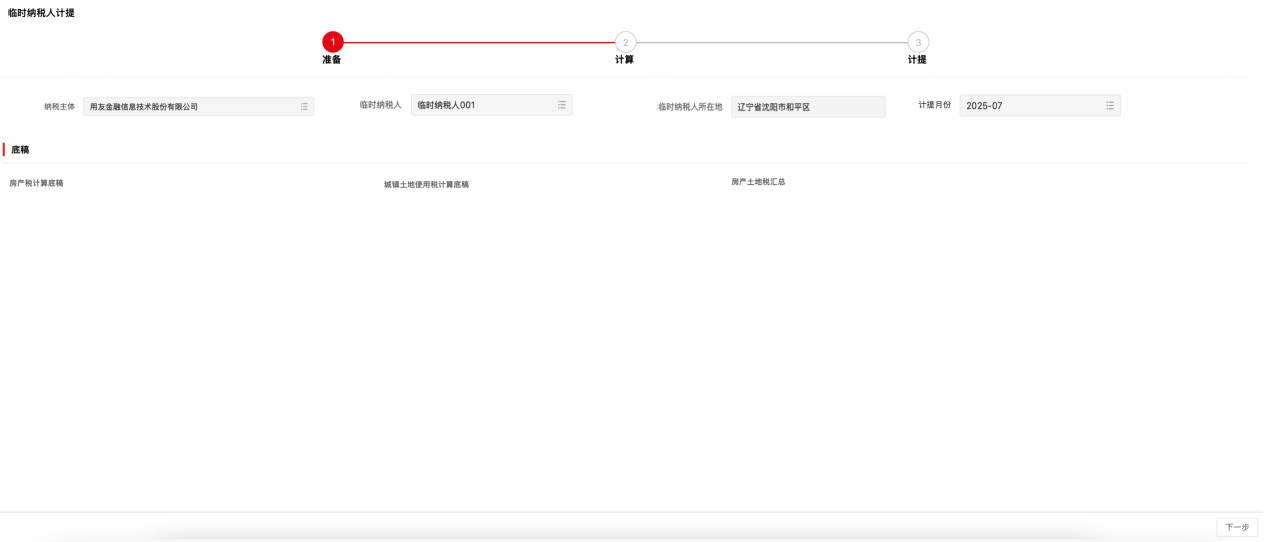 临时纳税人计提
1 2 3
准备 计算 计提
纳税主体 用友金融信息技术股份有限公司 临时纳税人 临时纳税人001 临时纳税人所在地 辽宁省沈阳市和平区 计提月份 2025-07
底稿
房产税计算底稿 城镇土地使用税计算底稿 房产土地税汇总
下一步